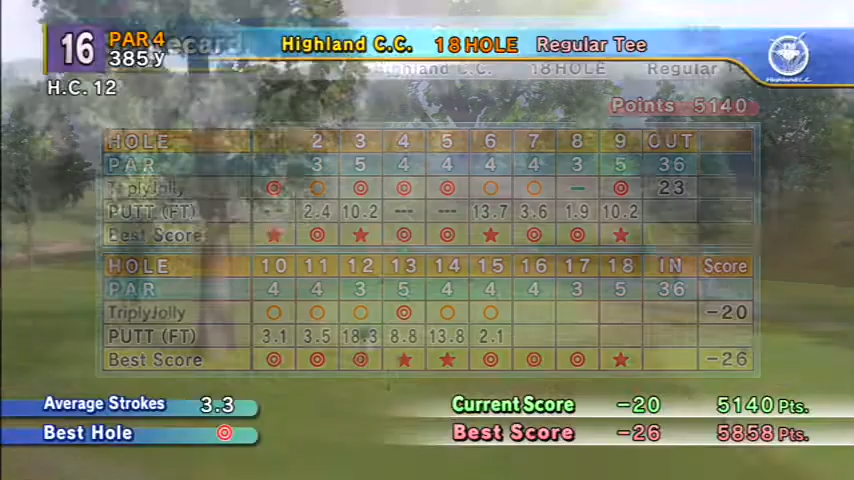 16 PAR 4 Highland C.C. 18 HOLE Regular Tee
385 y
H.C. 12
Highland C.C. 18 HOLE Regular T
Points 5140
HOLE 2 3 4 5 6 7 8 9 OUT
PAR 3 5 4 4 4 4 3 5 36
TriplyJolly ◎ ○ ◎ ◎ ◎ ○ ○ − ◎ 23
PUTT (FT) --- 2.4 10.2 --- --- 13.7 3.6 1.9 10.2
Best Score ★ ◎ ★ ◎ ◎ ★ ◎ ◎ ★
HOLE 10 11 12 13 14 15 16 17 18 IN Score
PAR 4 4 3 5 4 4 4 3 5 36
TriplyJolly ○ ○ ○ ◎ ○ ○ −20
PUTT (FT) 3.1 3.5 18.3 8.8 13.8 2.1
Best Score ◎ ◎ ◎ ★ ★ ◎ ◎ ◎ ★ −26
Average Strokes 3.3 Current Score −20 5140 Pts.
Best Hole ◎ Best Score −26 5858 Pts.